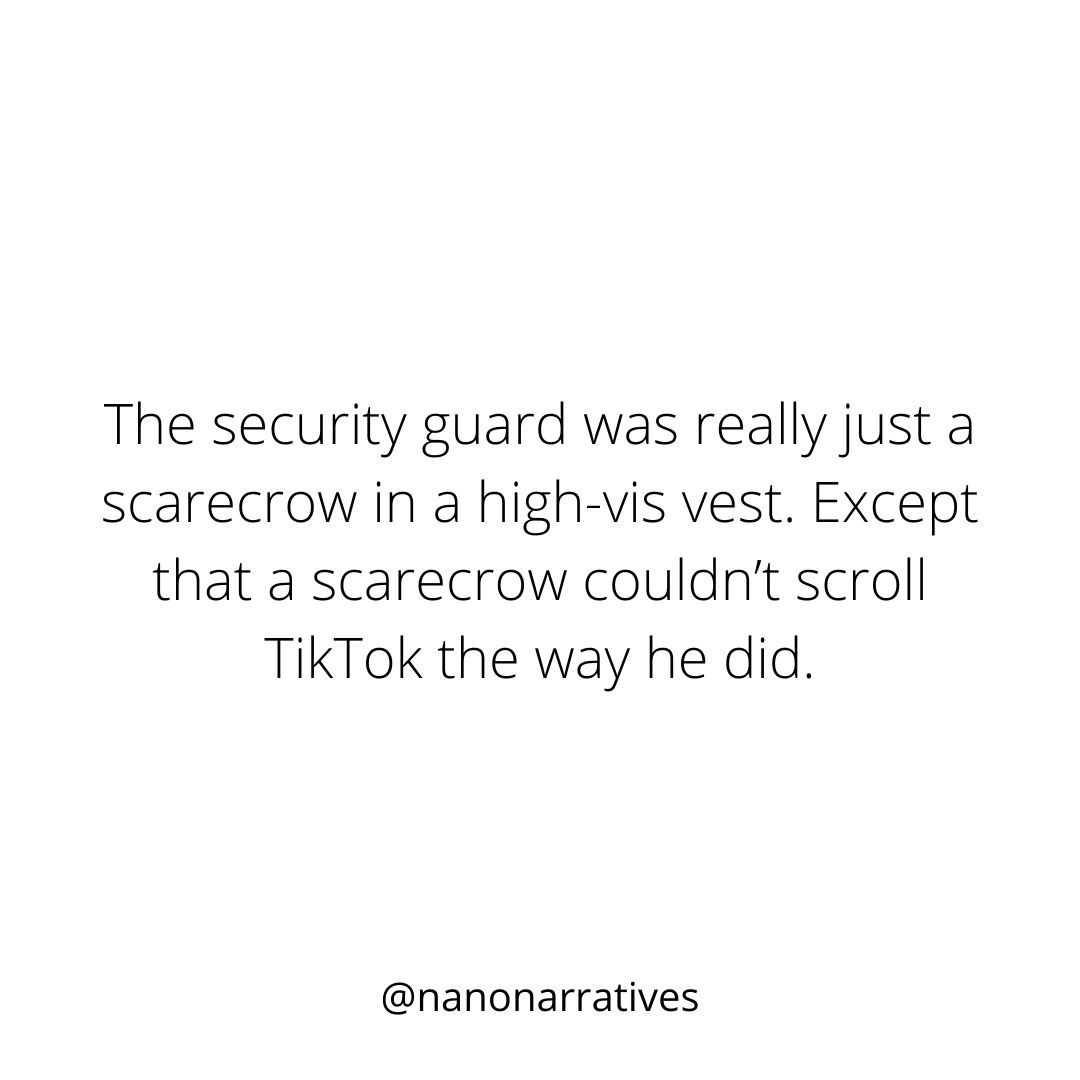 The security guard was really just a
scarecrow in a high-vis vest. Except
that a scarecrow couldn’t scroll
TikTok the way he did.
@nanonarratives